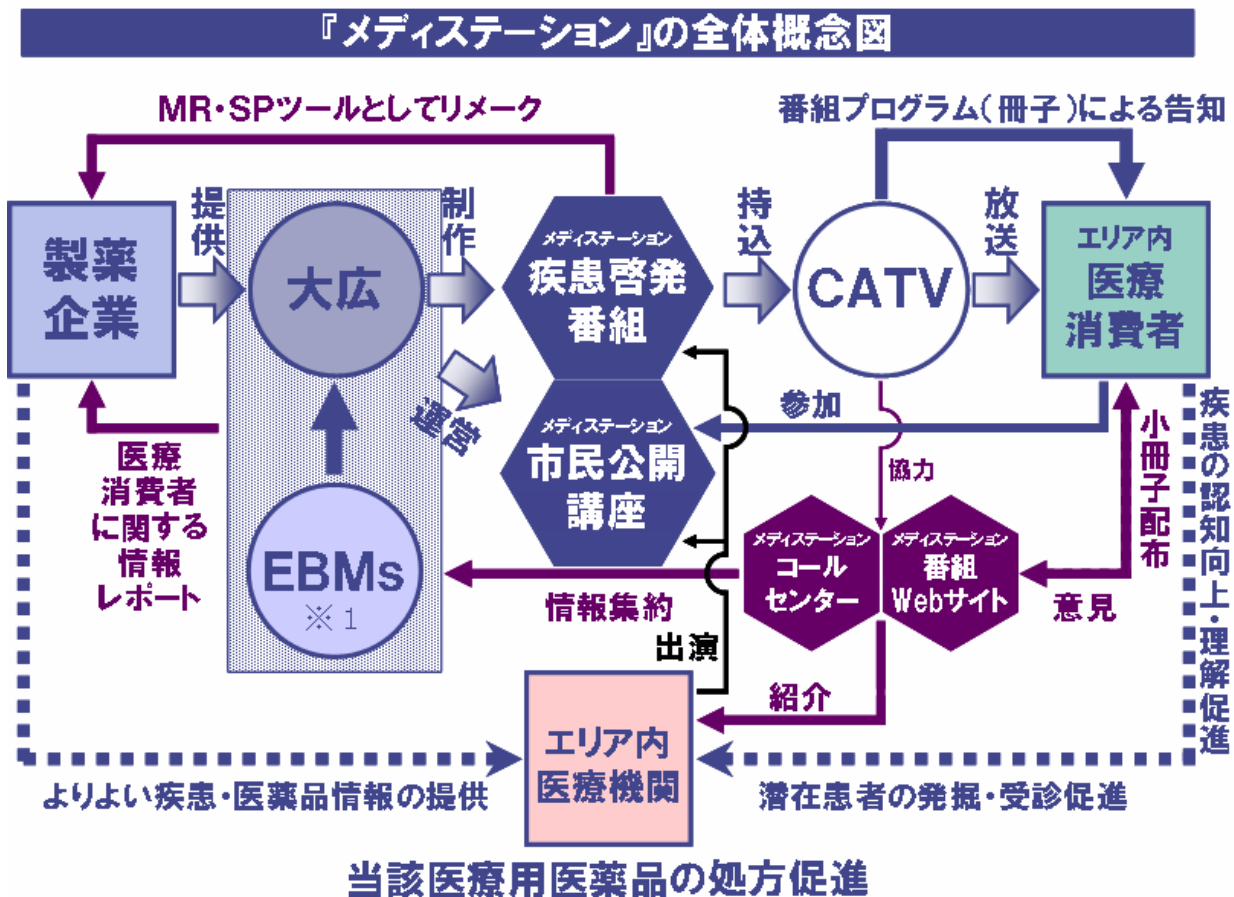 『メディステーション』の全体概念図
MR・SPツールとしてリメーク
番組プログラム(冊子)による告知
製薬
企業
提供
大広
制作
運営
メディステーション
疾患啓発
番組
メディステーション
市民公開
講座
持込
CATV
放送
エリア内
医療
消費者
参加
協力
医療
消費者
に関する
情報
レポート
EBMs
※1
情報集約
メディステーション
コール
センター
メディステーション
番組
Webサイト
小冊子配布
意見
疾患の認知向上・理解促進
出演
紹介
エリア内
医療機関
よりよい疾患・医薬品情報の提供
潜在患者の発掘・受診促進
当該医療用医薬品の処方促進